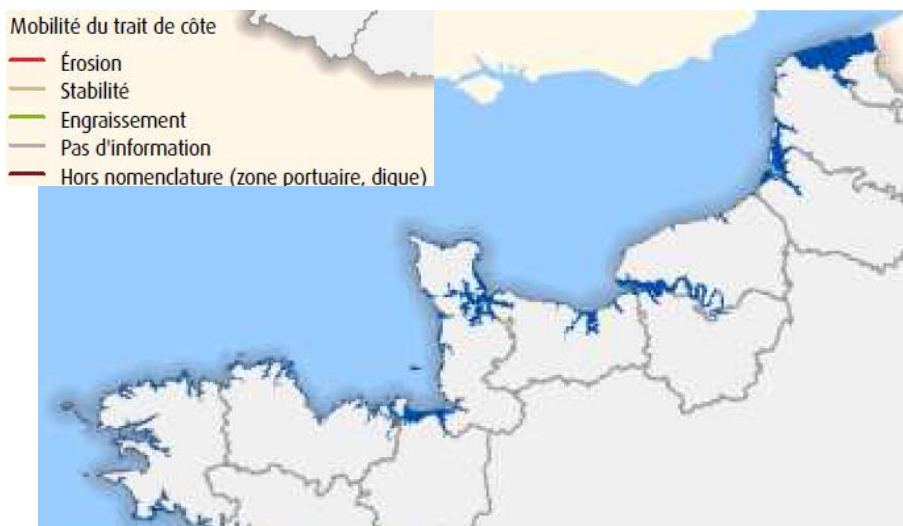 Mobilité du trait de côte
Érosion
Stabilité
Engraissement
Pas d'information
Hors nomenclature (zone portuaire, digue)